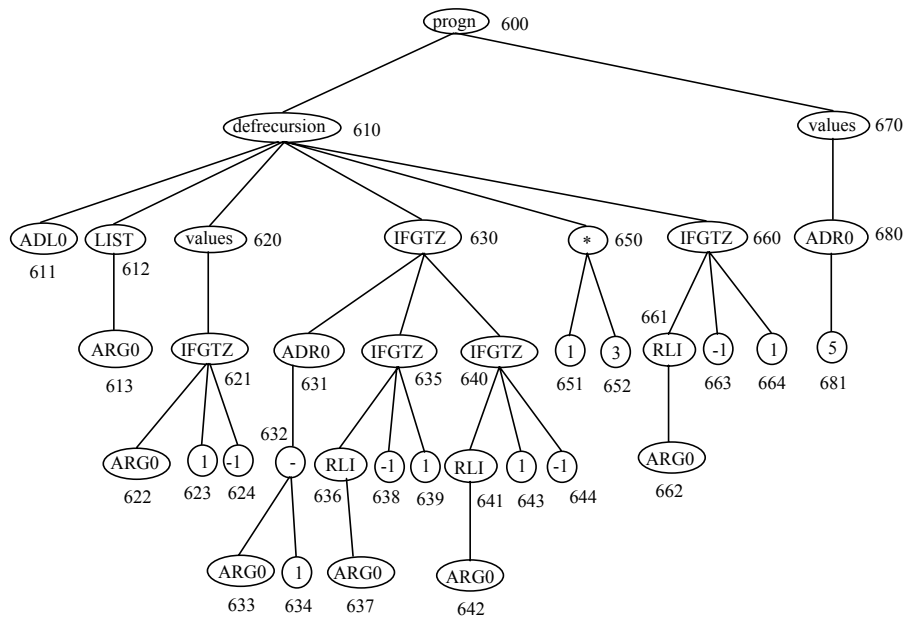 progn 600
defrecursion 610 values 670
ADL0 LIST values 620 IFGTZ 630 * 650 IFGTZ 660 ADR0 680
611 612
661
ARG0 IFGTZ ADR0 IFGTZ IFGTZ 1 3 RLI -1 1 5
613 621 631 635 640 651 652 663 664 681
632
ARG0 1 -1 - RLI -1 1 RLI 1 -1 ARG0
622 623 624 636 638 639 641 643 644 662
ARG0 1 ARG0 ARG0
633 634 637 642